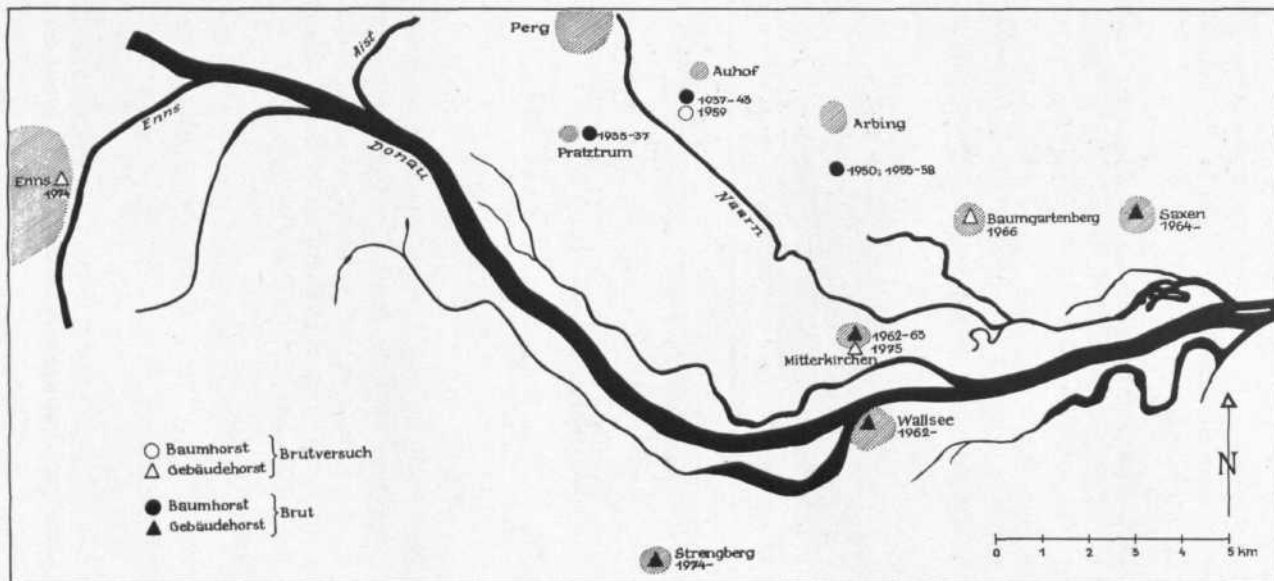 Perg
Aist
Auhof
1937-43
1959
Enns
Arbing
Donau
1935-37
Pratztrum
1950; 1955-58
Enns
1974
Naarn
Baumgartenberg
1966
Saxen
1964-
1962-63
1975
Mitterkirchen
Wallsee
1962-
Baumhorst
Gebäudehorst
Brutversuch
N
Baumhorst
Gebäudehorst
Brut
Strengberg
1974-
0 1 2 3 4 5 km